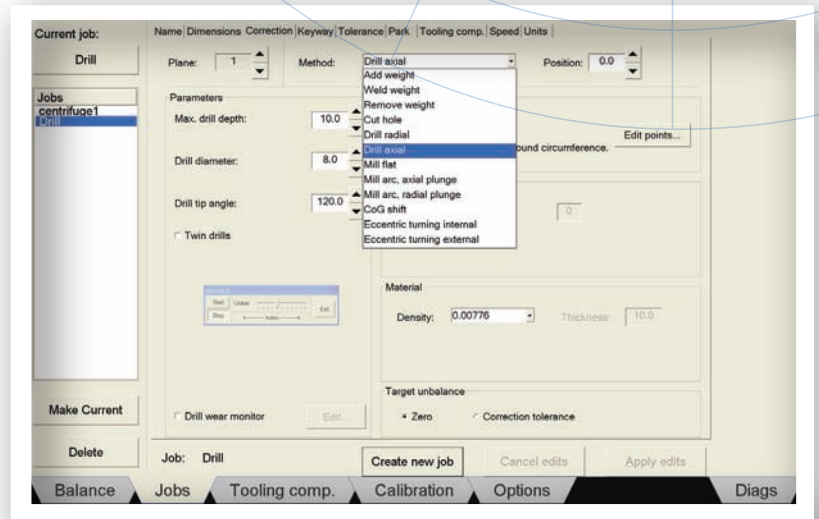 Current job:
Drill
Jobs
centrifuge1
Drill
Make Current
Delete
Name Dimensions Correction Keyway Tolerance Park Tooling comp. Speed Units
Plane: 1
Method: Drill axial
Position: 0.0
Add weight
Weld weight
Remove weight
Cut hole
Drill radial
Drill axial
Mill flat
Mill arc, axial plunge
Mill arc, radial plunge
CoG shift
Eccentric turning internal
Eccentric turning external
Parameters
Max. drill depth: 10.0
Drill diameter: 8.0
Drill tip angle: 120.0
Twin drills
Start Linear Exit
Stop
Drill wear monitor Edit...
Edit points...
ound circumference.
0
Material
Density: 0.00776 Thickness: 10.0
Target unbalance
Zero Correction tolerance
Job: Drill
Create new job Cancel edits Apply edits
Balance Jobs Tooling comp. Calibration Options Diags